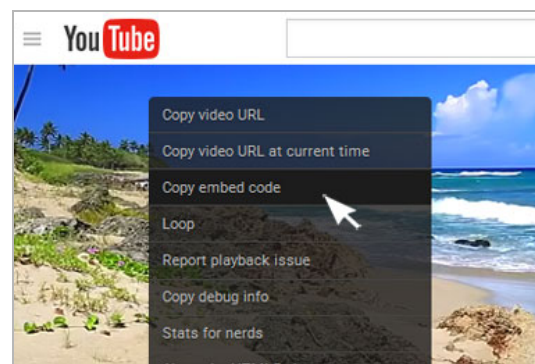 YouTube
Copy video URL
Copy video URL at current time
Copy embed code
Loop
Report playback issue
Copy debug info
Stats for nerds